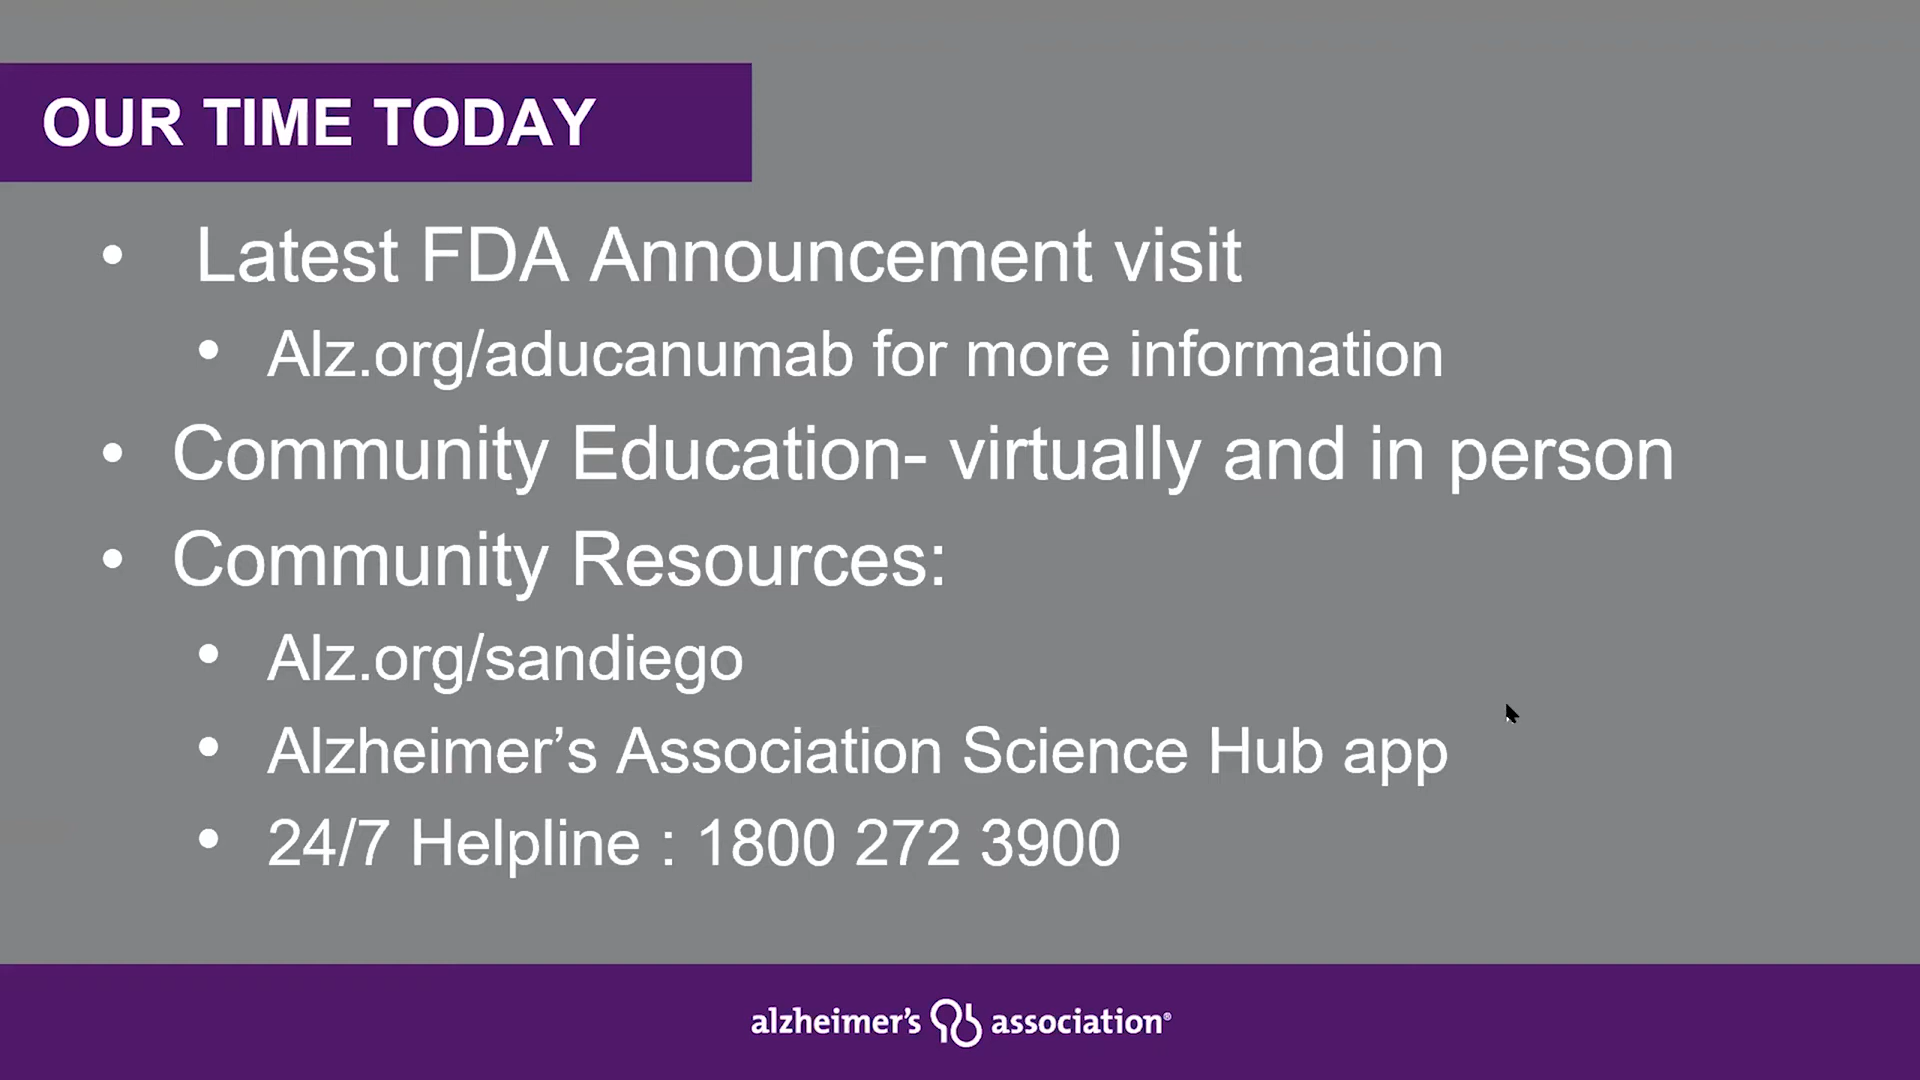 OUR TIME TODAY
• Latest FDA Announcement visit
• Alz.org/aducanumab for more information
• Community Education- virtually and in person
• Community Resources:
• Alz.org/sandiego
• Alzheimer’s Association Science Hub app
• 24/7 Helpline : 1800 272 3900
alzheimer's association®